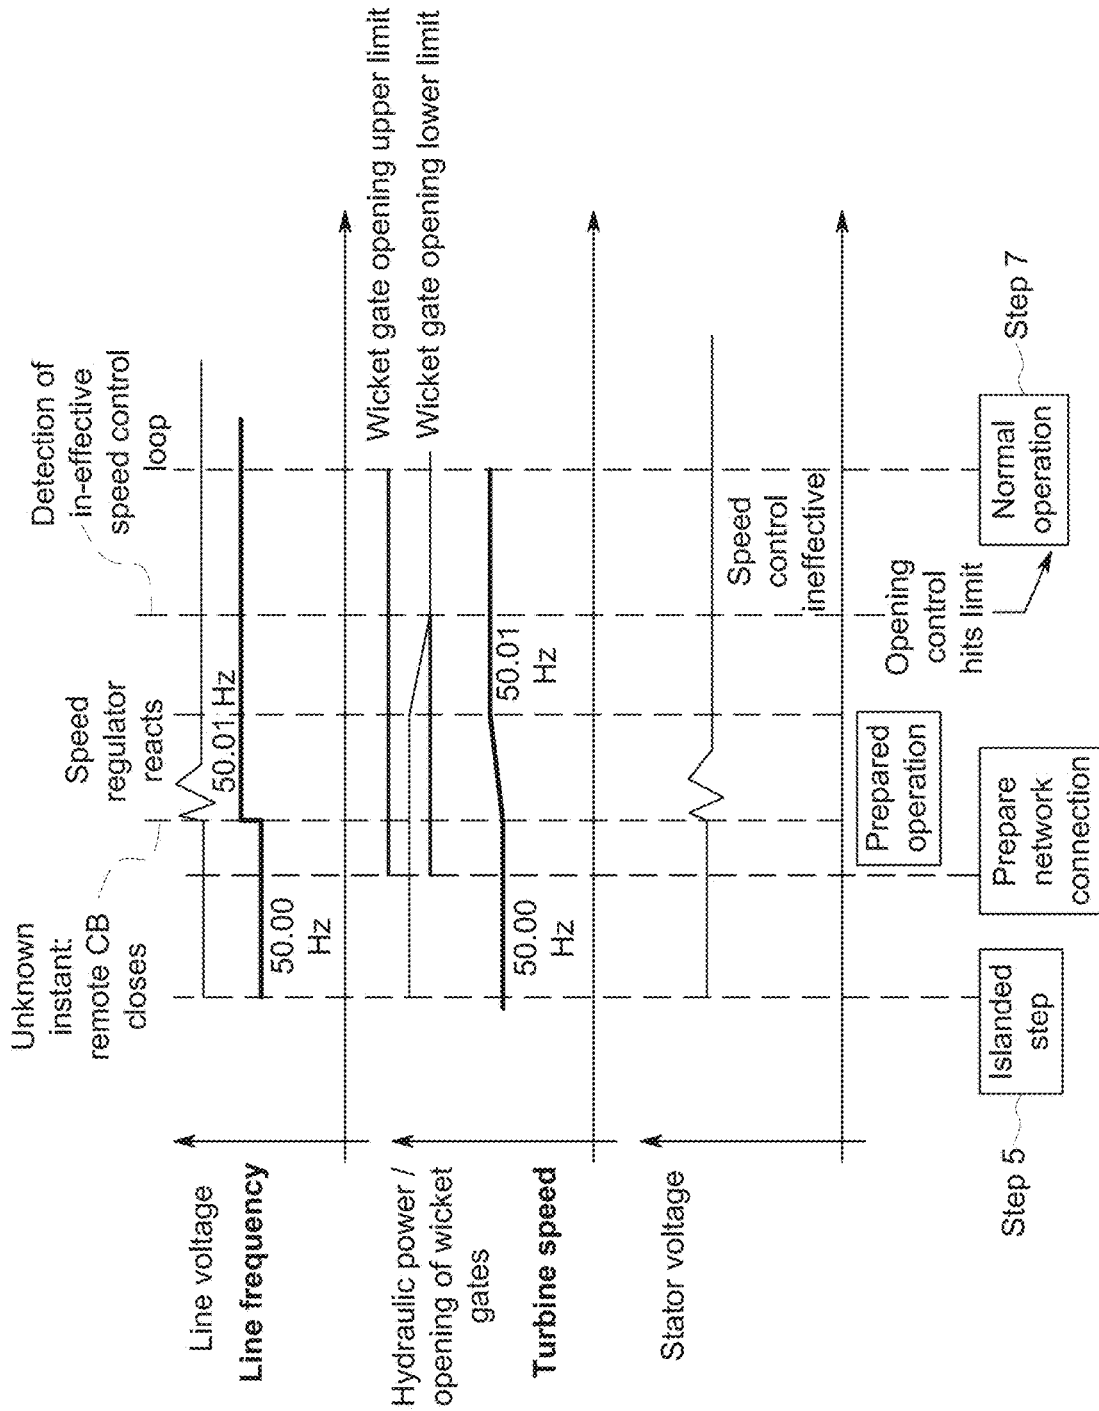 Unknown
instant:
remote CB
closes
Speed
regulator
reacts
Detection of
in-effective
speed control
loop
Line voltage
Line frequency
50.00
Hz
50.01 Hz
Wicket gate opening upper limit
Wicket gate opening lower limit
Hydraulic power /
opening of wicket
gates
Turbine speed
50.00
Hz
50.01
Hz
Stator voltage
Speed
control
ineffective
Prepared
operation
Opening
control
hits limit
Step 5
Islanded
step
Prepare
network
connection
Normal
operation
Step 7